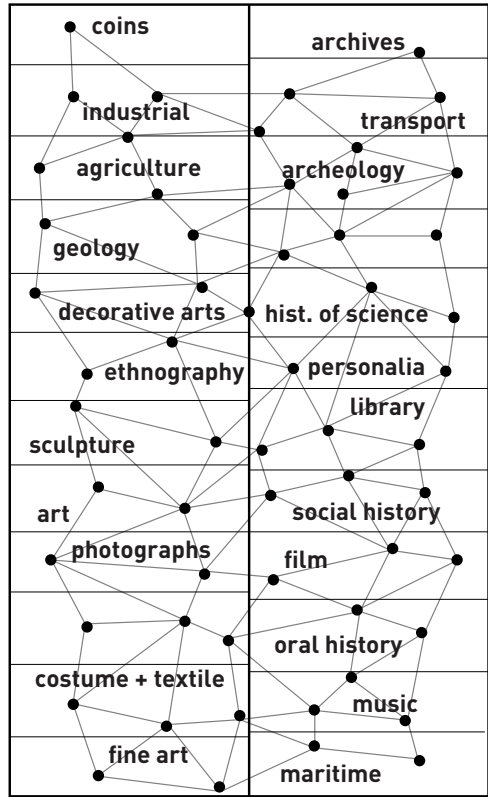 coins
industrial
agriculture
geology
decorative arts
ethnography
sculpture
art
photographs
costume + textile
fine art
archives
transport
archeology
hist. of science
personalia
library
social history
film
oral history
music
maritime